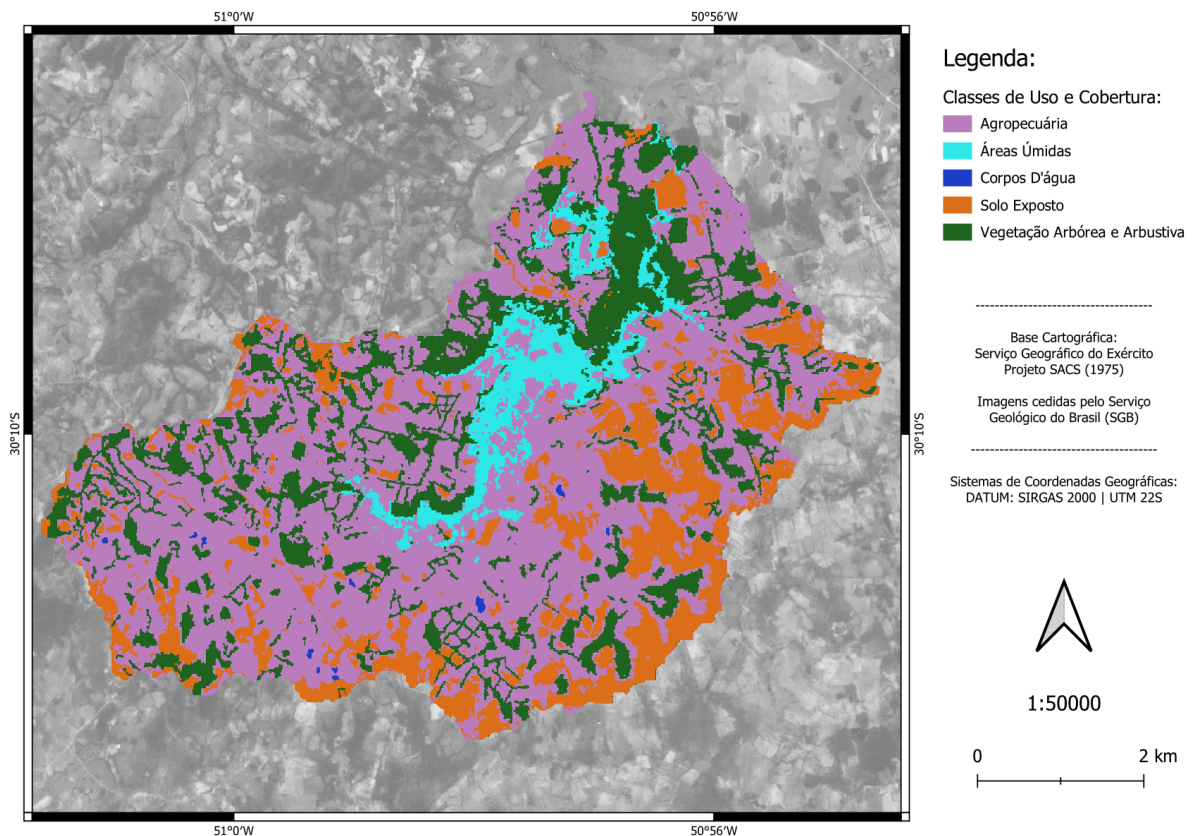 51°0′W
50°56′W
30°10′S
30°10′S
51°0′W
50°56′W
Legenda:
Classes de Uso e Cobertura:
Agropecuária
Áreas Úmidas
Corpos D'água
Solo Exposto
Vegetação Arbórea e Arbustiva
-----------------------------------
Base Cartográfica:
Serviço Geográfico do Exército
Projeto SACS (1975)
Imagens cedidas pelo Serviço
Geológico do Brasil (SGB)
-------------------------------------
Sistemas de Coordenadas Geográficas:
DATUM: SIRGAS 2000 | UTM 22S
1:50000
0
2 km